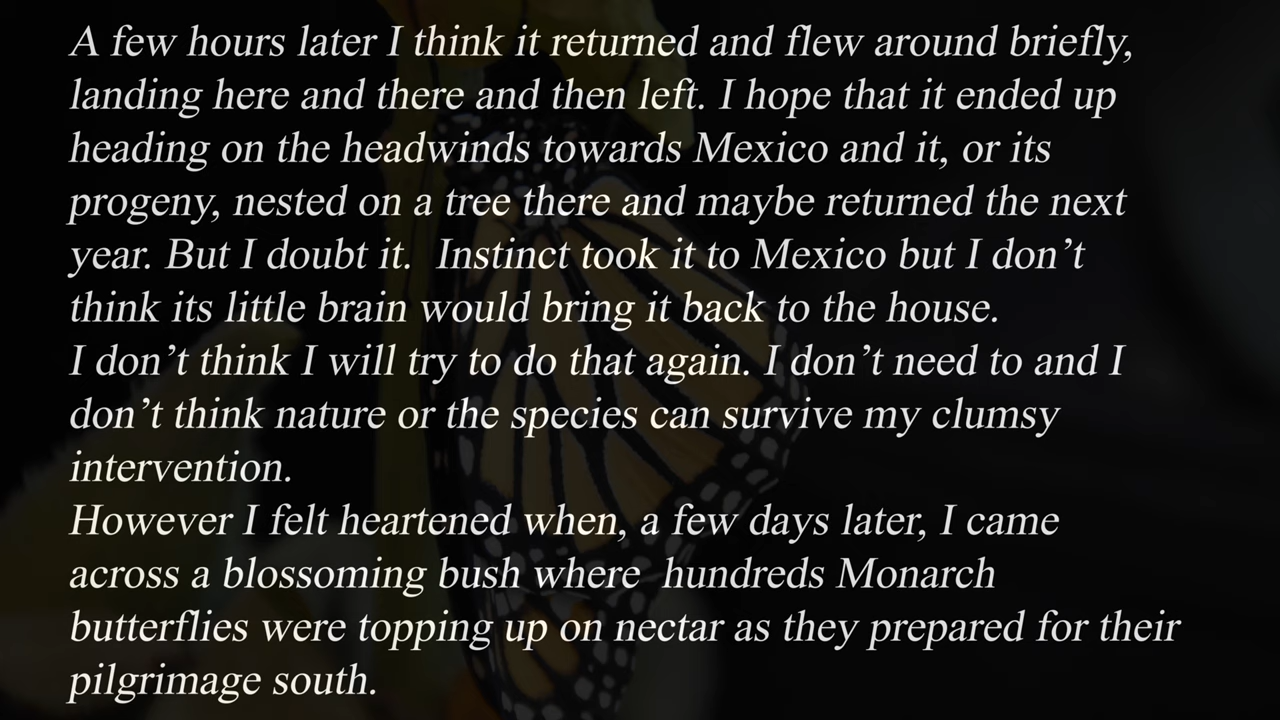 A few hours later I think it returned and flew around briefly,
landing here and there and then left. I hope that it ended up
heading on the headwinds towards Mexico and it, or its
progeny, nested on a tree there and maybe returned the next
year. But I doubt it.  Instinct took it to Mexico but I don’t
think its little brain would bring it back to the house.
I don’t think I will try to do that again. I don’t need to and I
don’t think nature or the species can survive my clumsy
intervention.
However I felt heartened when, a few days later, I came
across a blossoming bush where  hundreds Monarch
butterflies were topping up on nectar as they prepared for their
pilgrimage south.